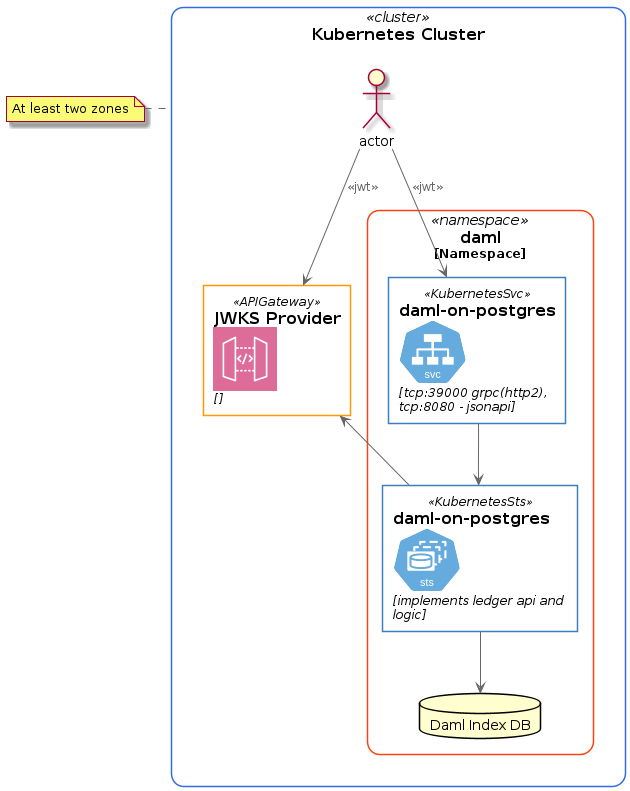 «cluster»
Kubernetes Cluster
At least two zones
actor
«jwt»
«jwt»
«namespace»
daml
[Namespace]
«APIGateway»
JWKS Provider
[]
«KubernetesSvc»
daml-on-postgres
svc
[tcp:39000 grpc(http2),
tcp:8080 - jsonapi]
«KubernetesSts»
daml-on-postgres
sts
[implements ledger api and
logic]
Daml Index DB